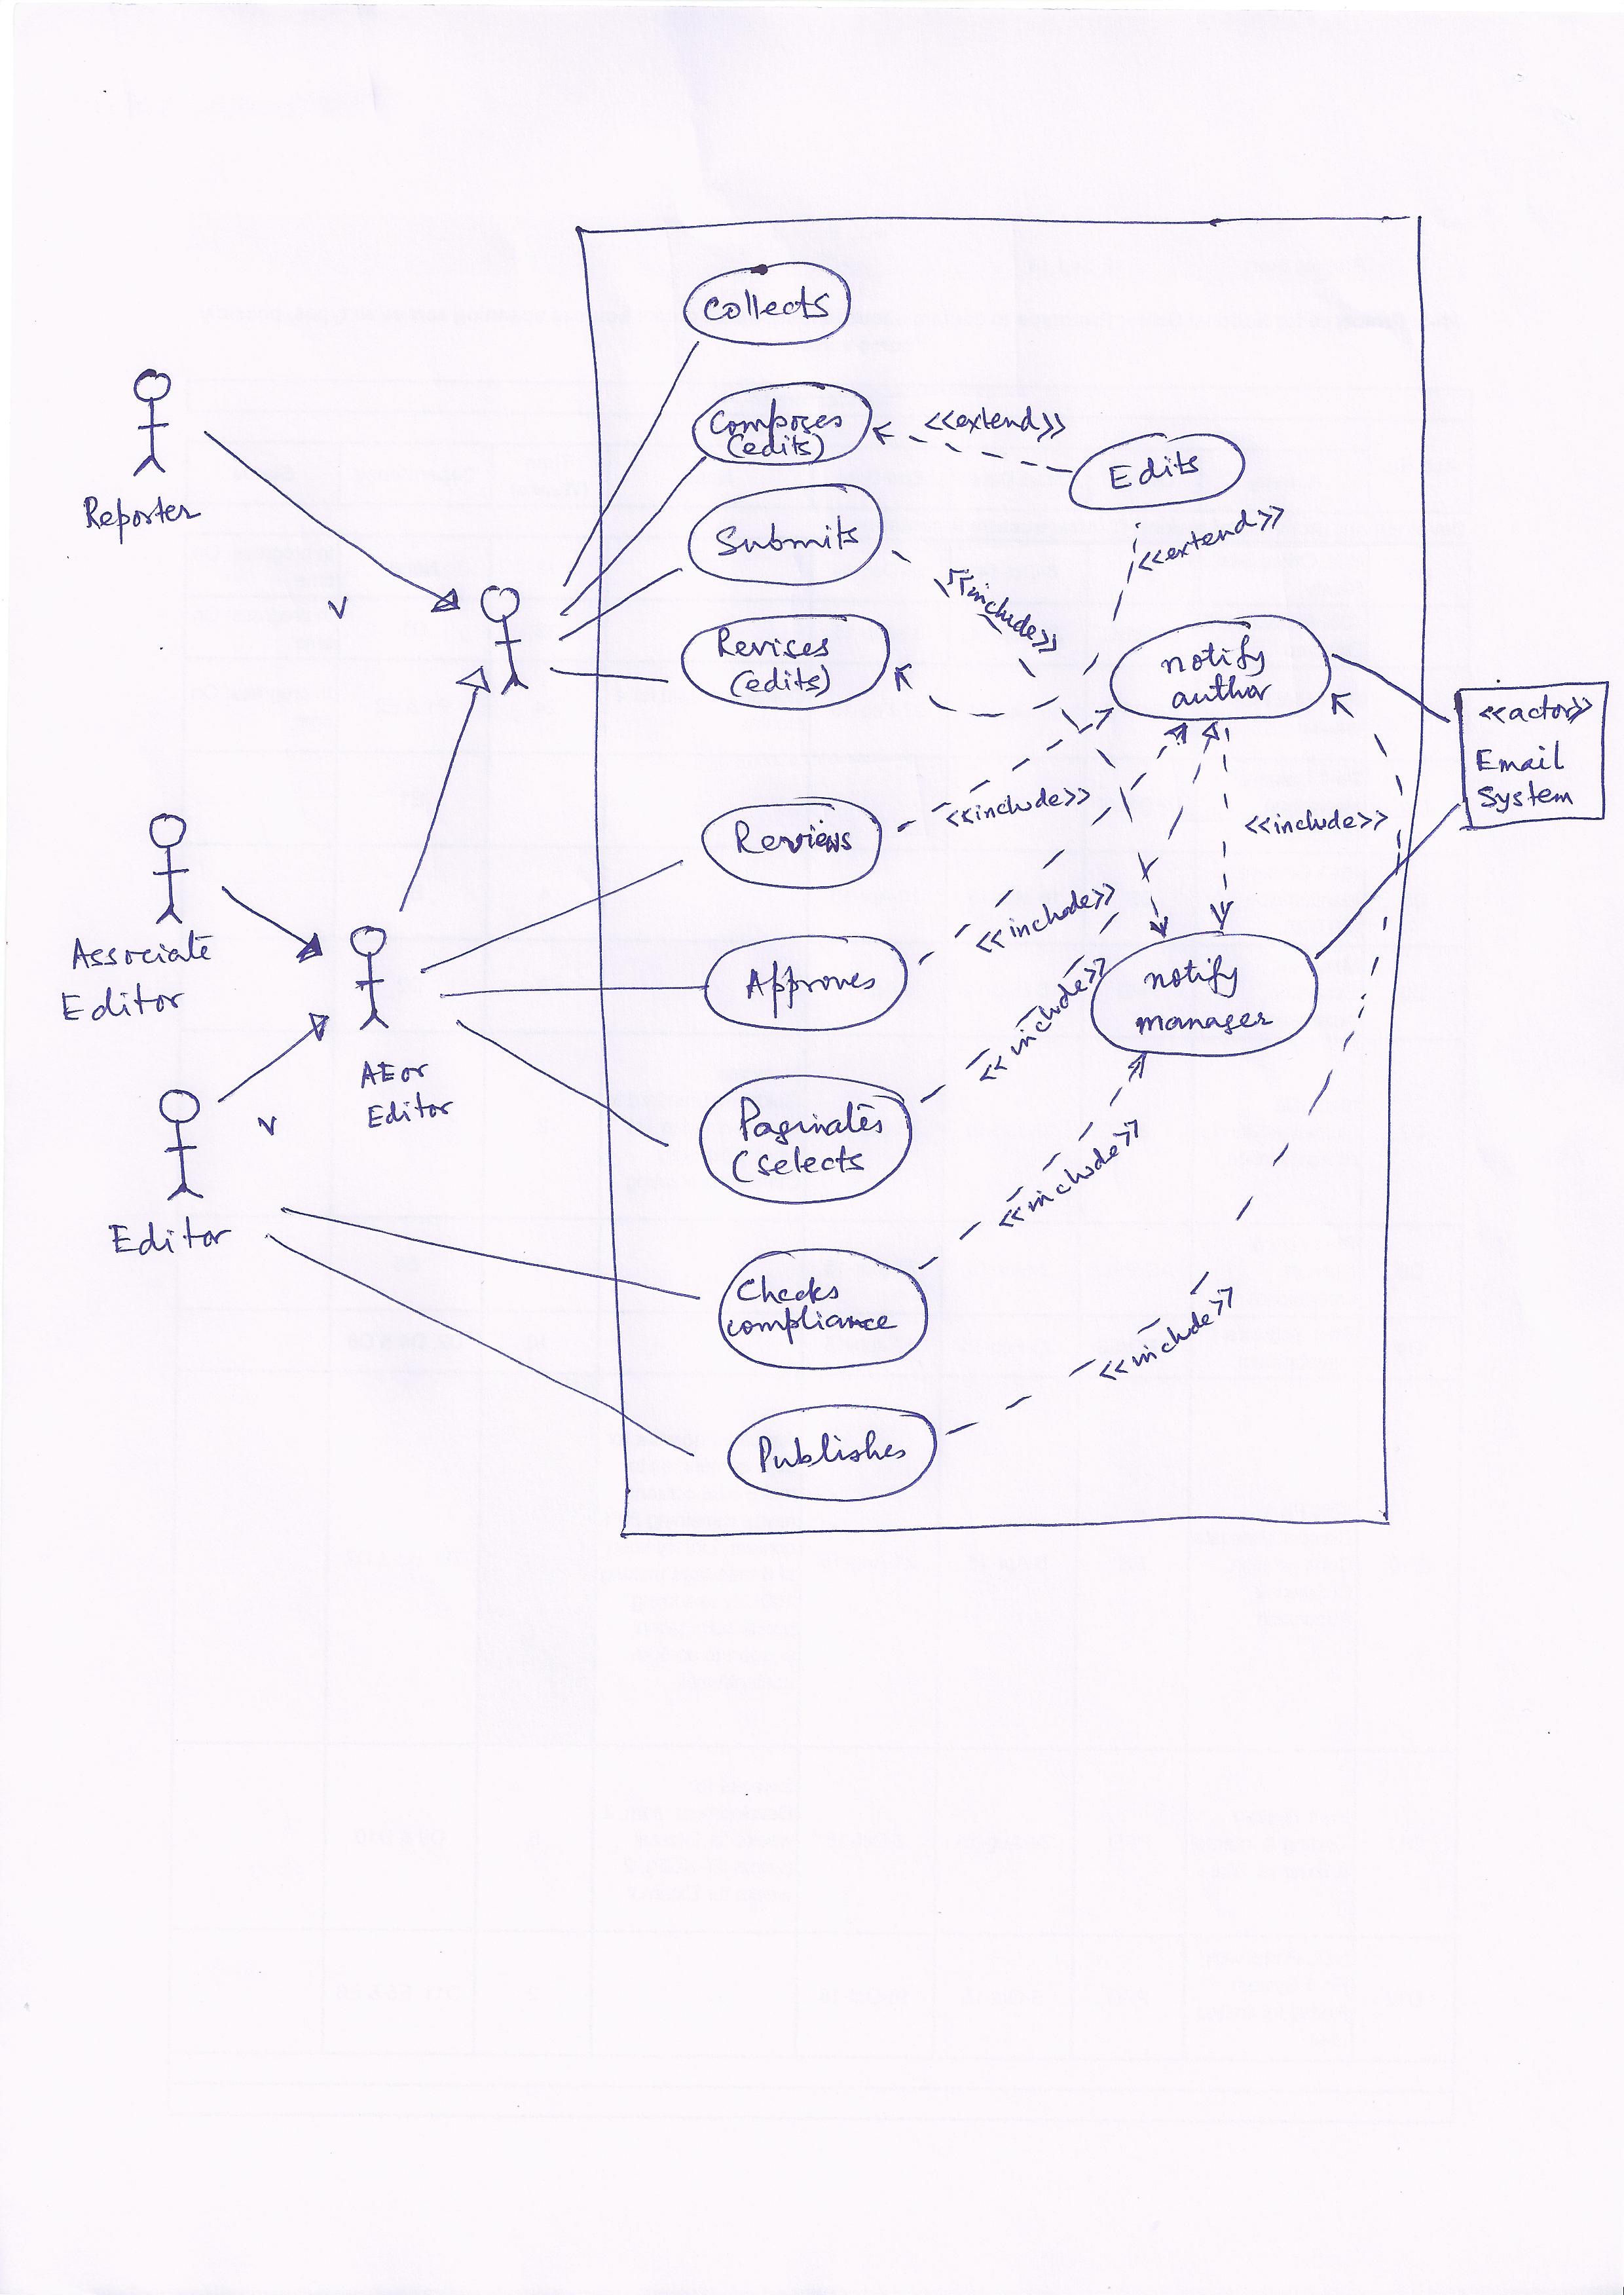 Collects
Composes
(edits)
<<extend>>
Edits
Submits
<<extend>>
<<include>>
Reporter
Revises
(edits)
notify
author
<<actor>>
Email
System
<<include>>
<<include>>
Reviews
Associate
Editor
<<include>>
Approves
notify
manager
<<include>>
AE or
Editor
Paginates
(selects
<<include>>
Editor
Checks
compliance
<<include>>
Publishes